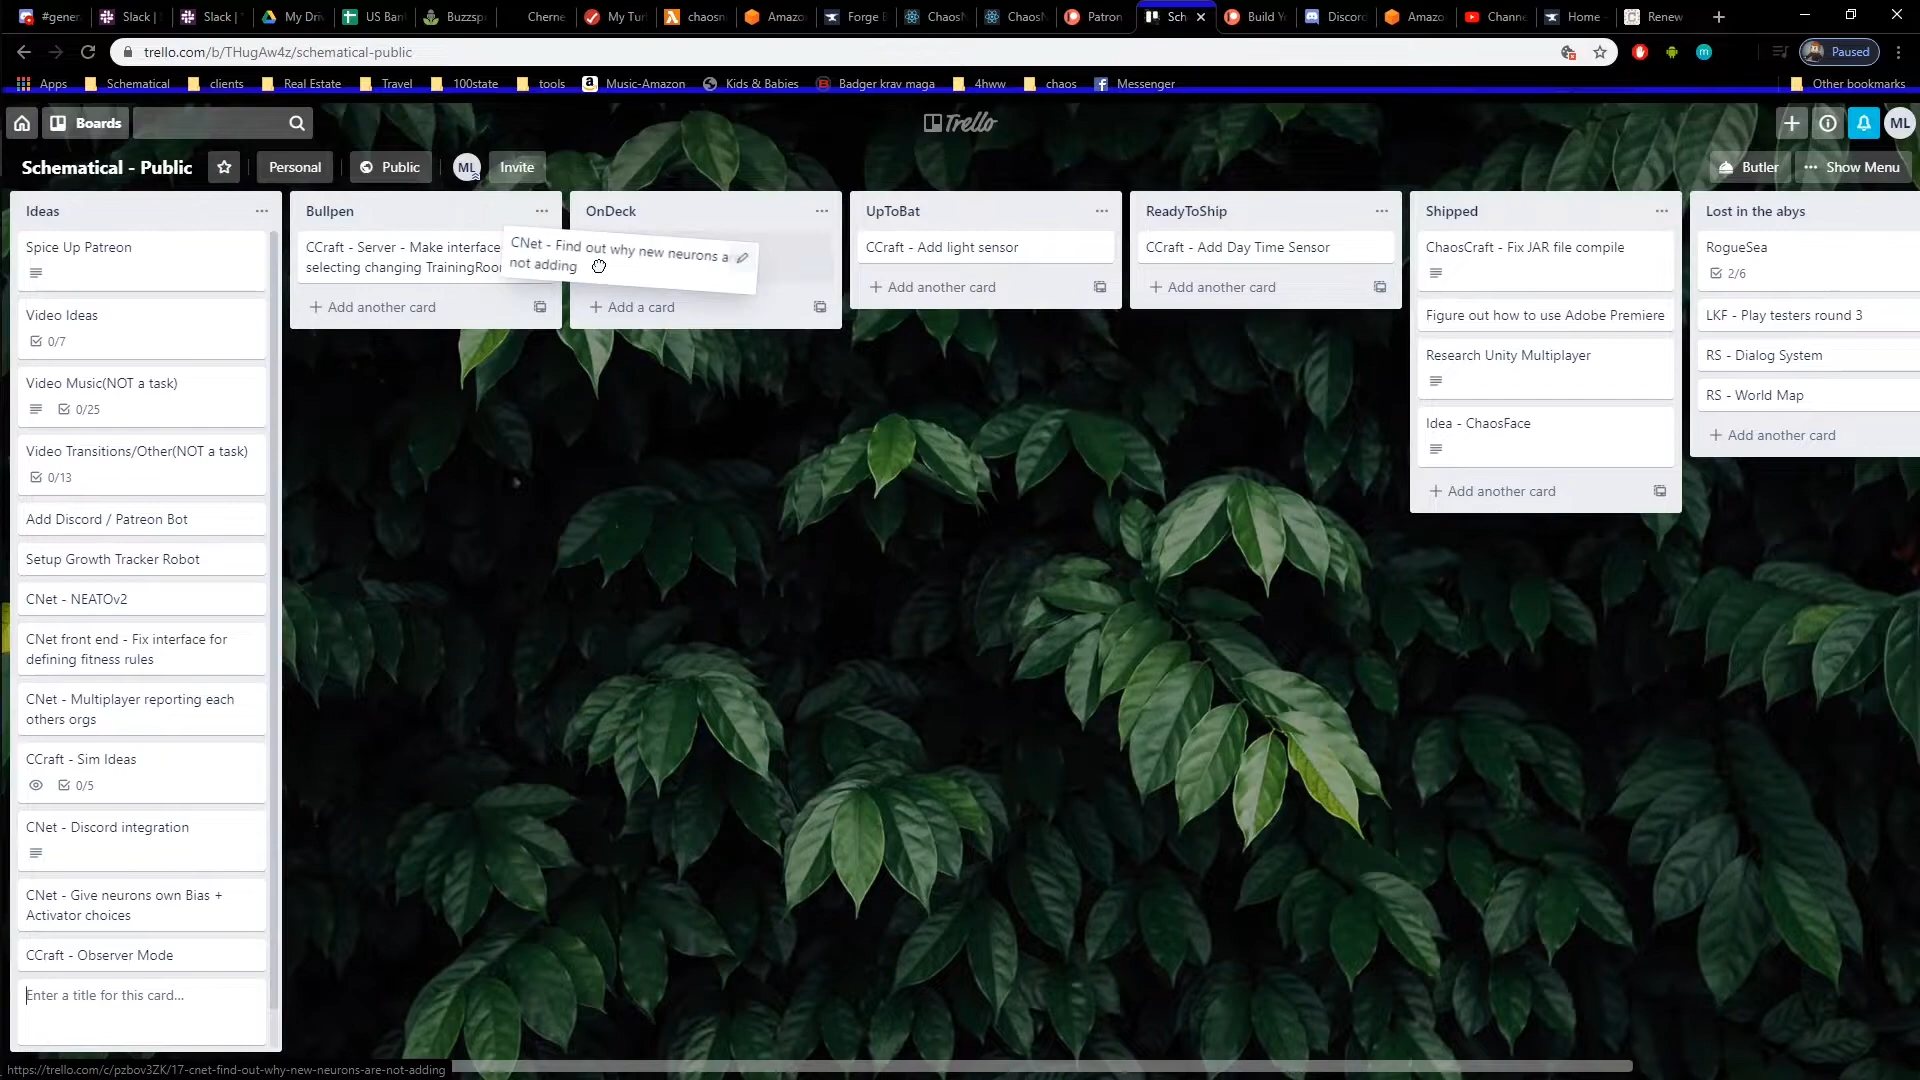 #gener
Slack |
Slack |
My Driv
US Ban
Buzzsp
Cherne
My Tur
chaosn
Amazo
Forge E
ChaosN
ChaosN
Patron
Sch
Build Y
Discord
Amazo
Channe
Home -
Renew
trello.com/b/THugAw4z/schematical-public
Paused
Apps
Schematical
clients
Real Estate
Travel
100state
tools
Music-Amazon
Kids & Babies
Badger krav maga
4hww
chaos
Messenger
Other bookmarks
Boards
Trello
ML
Schematical - Public
Personal
Public
ML
Invite
Butler
Show Menu
Ideas
Spice Up Patreon
Video Ideas
0/7
Video Music(NOT a task)
0/25
Video Transitions/Other(NOT a task)
0/13
Add Discord / Patreon Bot
Setup Growth Tracker Robot
CNet - NEATOv2
CNet front end - Fix interface for
defining fitness rules
CNet - Multiplayer reporting each
others orgs
CCraft - Sim Ideas
0/5
CNet - Discord integration
CNet - Give neurons own Bias +
Activator choices
CCraft - Observer Mode
Enter a title for this card...
Bullpen
CCraft - Server - Make interface
selecting changing TrainingRoo
+ Add another card
OnDeck
CNet - Find out why new neurons a
not adding
+ Add a card
UpToBat
CCraft - Add light sensor
+ Add another card
ReadyToShip
CCraft - Add Day Time Sensor
+ Add another card
Shipped
ChaosCraft - Fix JAR file compile
Figure out how to use Adobe Premiere
Research Unity Multiplayer
Idea - ChaosFace
+ Add another card
Lost in the abys
RogueSea
2/6
LKF - Play testers round 3
RS - Dialog System
RS - World Map
+ Add another card
https://trello.com/c/pzbov3ZK/17-cnet-find-out-why-new-neurons-are-not-adding